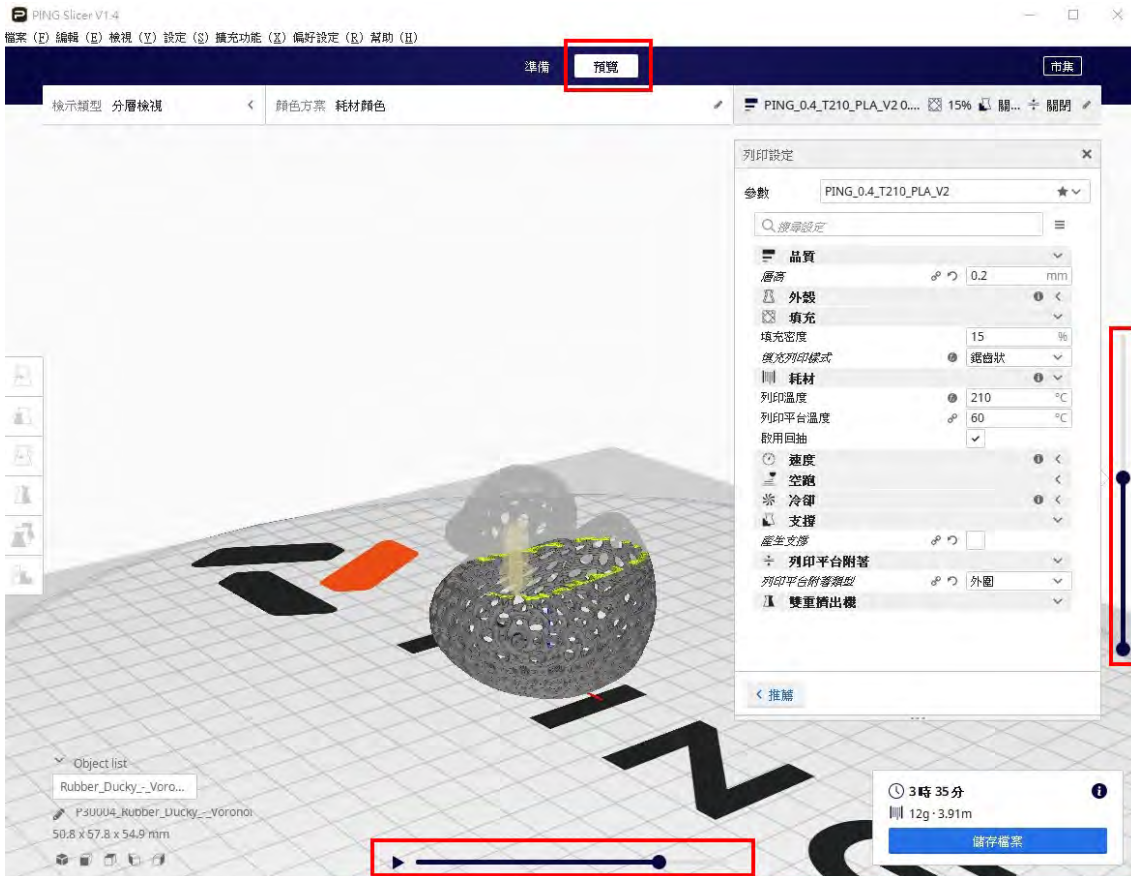 PING Slicer V1.4
檔案 (F) 編輯 (E) 檢視 (V) 設定 (S) 擴充功能 (X) 偏好設定 (R) 幫助 (H)
準備 預覽 市集
檢示類型 分層檢視 顏色方案 耗材顏色 PING_0.4_T210_PLA_V2 0.... 15% 關... 關閉
列印設定
參數 PING_0.4_T210_PLA_V2
搜尋設定
品質
層高 0.2 mm
外殼
填充
填充密度 15 %
填充列印樣式 鋸齒狀
耗材
列印溫度 210 °C
列印平台溫度 60 °C
啟用回抽
速度
空跑
冷卻
支撐
產生支撐
列印平台附著
列印平台附著類型 外圍
雙重擠出機
推薦
Object list
Rubber_Ducky_-_Voro...
P30004_Rubber_Ducky_-_Voronoi
50.8 x 57.8 x 54.9 mm
3時 35分
12g · 3.91m
儲存檔案
PING